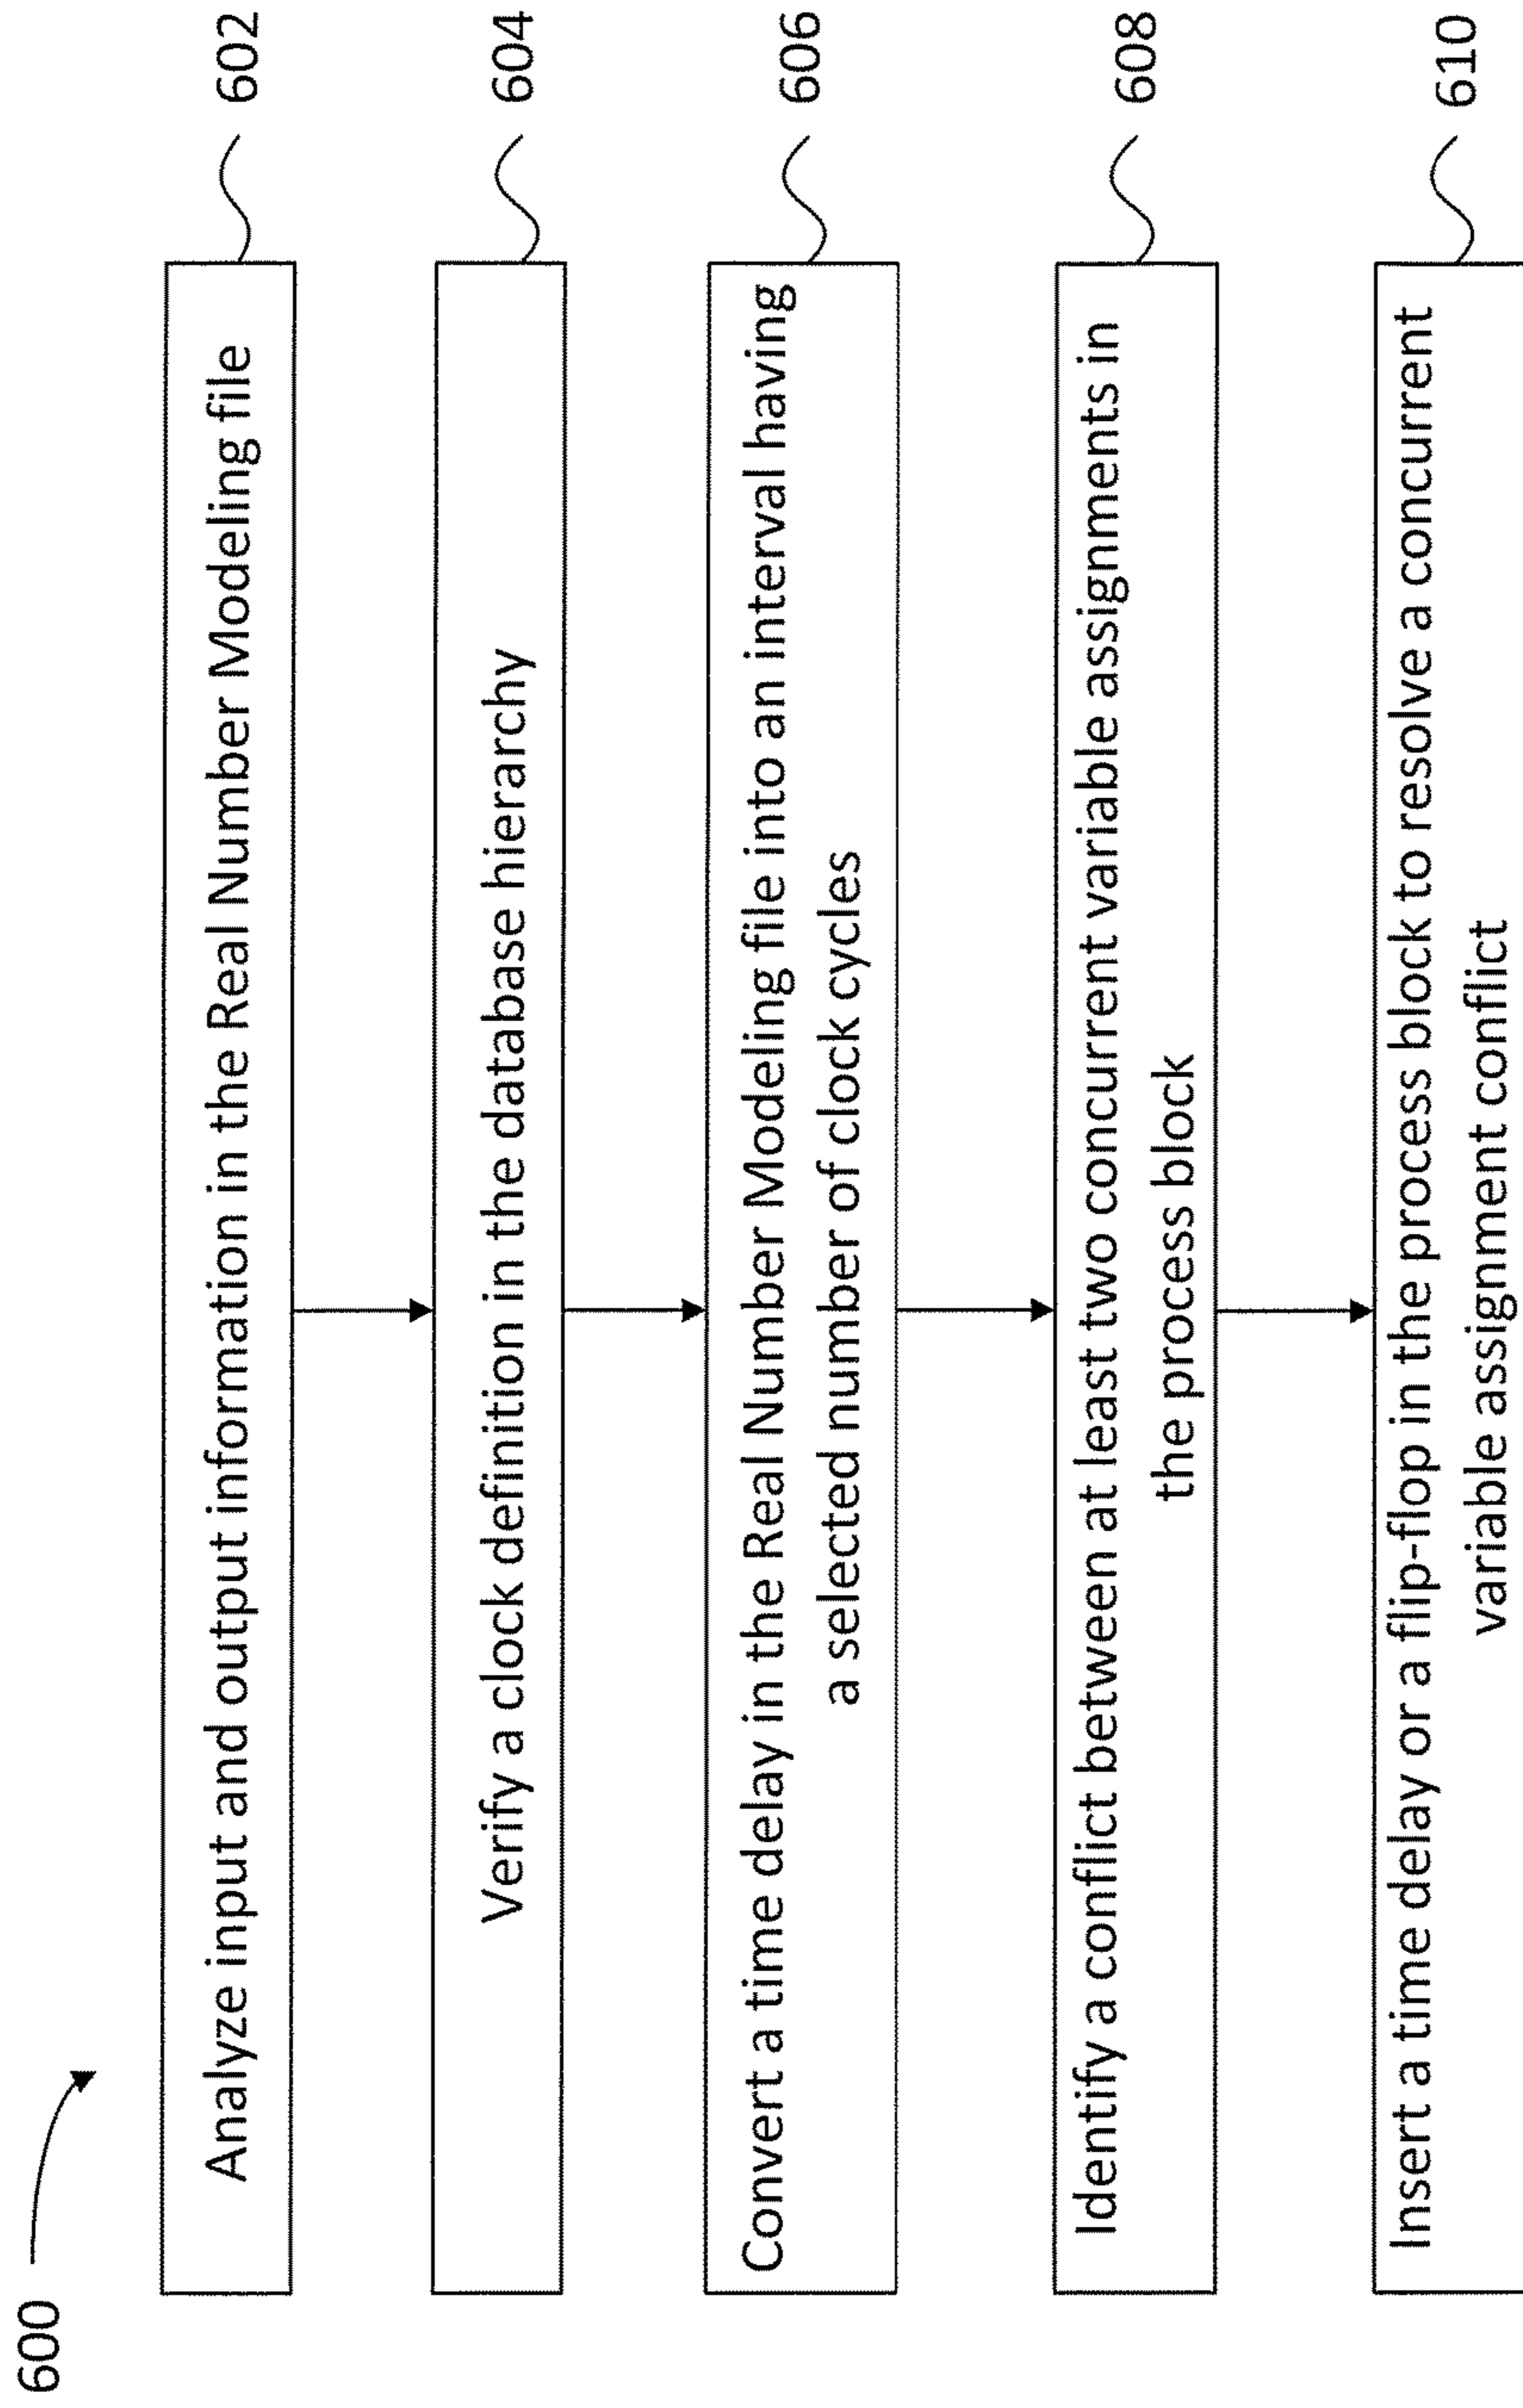 600
Analyze input and output information in the Real Number Modeling file
602
Verify a clock definition in the database hierarchy
604
Convert a time delay in the Real Number Modeling file into an interval having
a selected number of clock cycles
606
Identify a conflict between at least two concurrent variable assignments in
the process block
608
Insert a time delay or a flip-flop in the process block to resolve a concurrent
variable assignment conflict
610